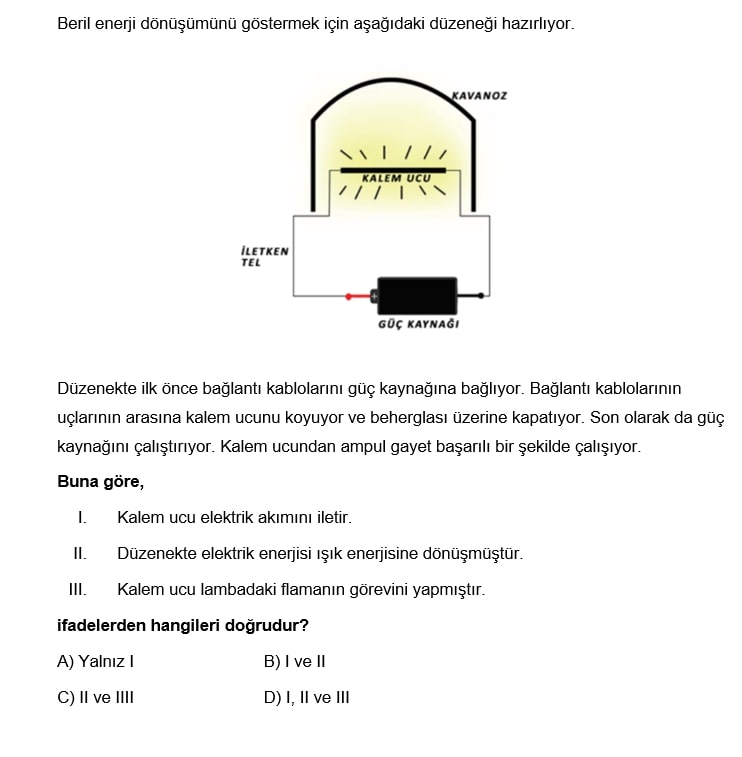 Beril enerji dönüşümünü göstermek için aşağıdaki düzeneği hazırlıyor.
KAVANOZ
KALEM UCU
İLETKEN
TEL
+
GÜÇ KAYNAĞI
Düzenekte ilk önce bağlantı kablolarını güç kaynağına bağlıyor. Bağlantı kablolarının
uçlarının arasına kalem ucunu koyuyor ve beherglası üzerine kapatıyor. Son olarak da güç
kaynağını çalıştırıyor. Kalem ucundan ampul gayet başarılı bir şekilde çalışıyor.
Buna göre,
I. Kalem ucu elektrik akımını iletir.
II. Düzenekte elektrik enerjisi ışık enerjisine dönüşmüştür.
III. Kalem ucu lambadaki flamanın görevini yapmıştır.
ifadelerden hangileri doğrudur?
A) Yalnız I B) I ve II
C) II ve IIII D) I, II ve III